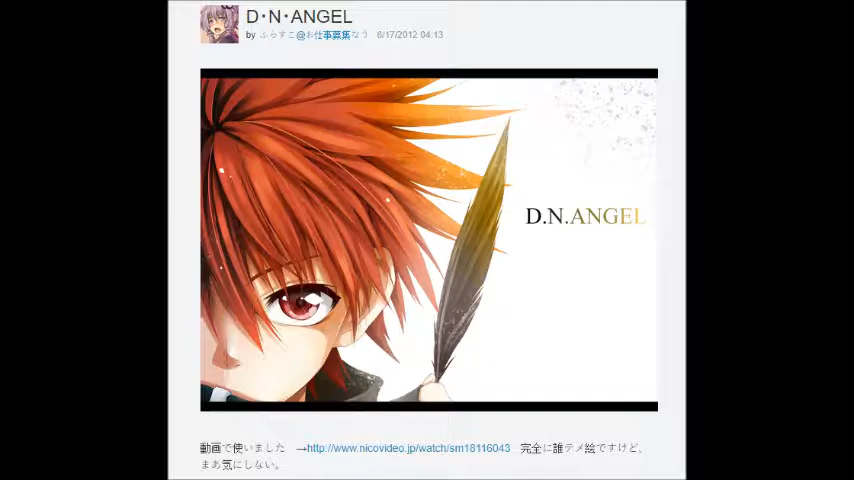 D・N・ANGEL
by ふらすこ@お仕事募集なう 6/17/2012 04:13
D.N.ANGEL
動画で使いました →http://www.nicovideo.jp/watch/sm18116043 完全に誰テメ絵ですけど、
まあ気にしない。